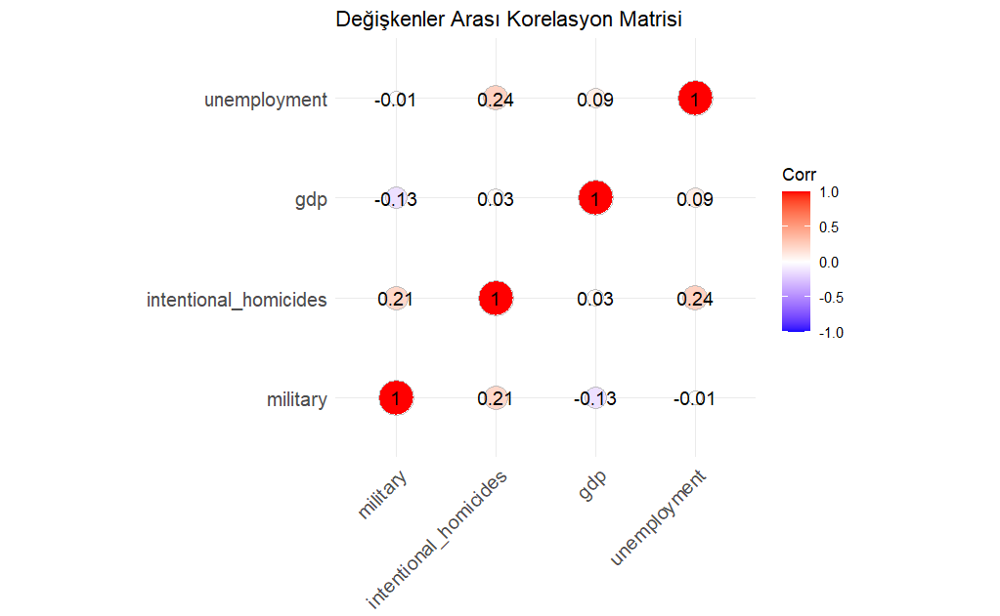 Değişkenler Arası Korelasyon Matrisi
unemployment -0.01 0.24 0.09 1
gdp -0.13 0.03 1 0.09
intentional_homicides 0.21 1 0.03 0.24
military 1 0.21 -0.13 -0.01
military intentional_homicides gdp unemployment
Corr
1.0
0.5
0.0
-0.5
-1.0